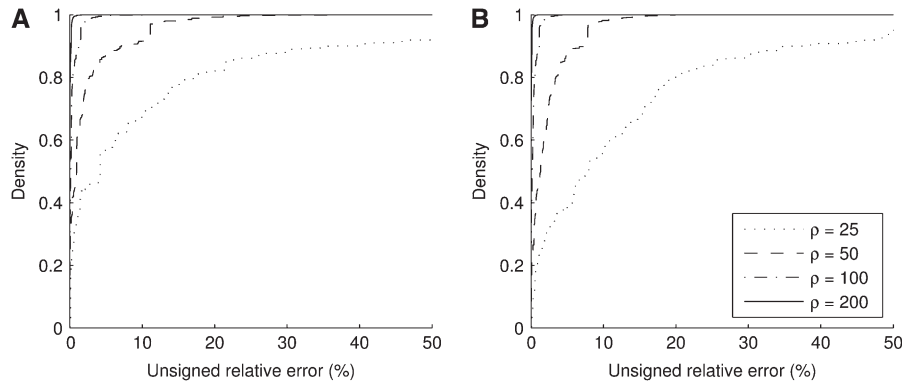 A
1
0.8
0.6
0.4
0.2
0
Density
0 10 20 30 40 50
Unsigned relative error (%)
B
1
0.8
0.6
0.4
0.2
0
Density
0 10 20 30 40 50
Unsigned relative error (%)
ρ = 25
ρ = 50
ρ = 100
ρ = 200